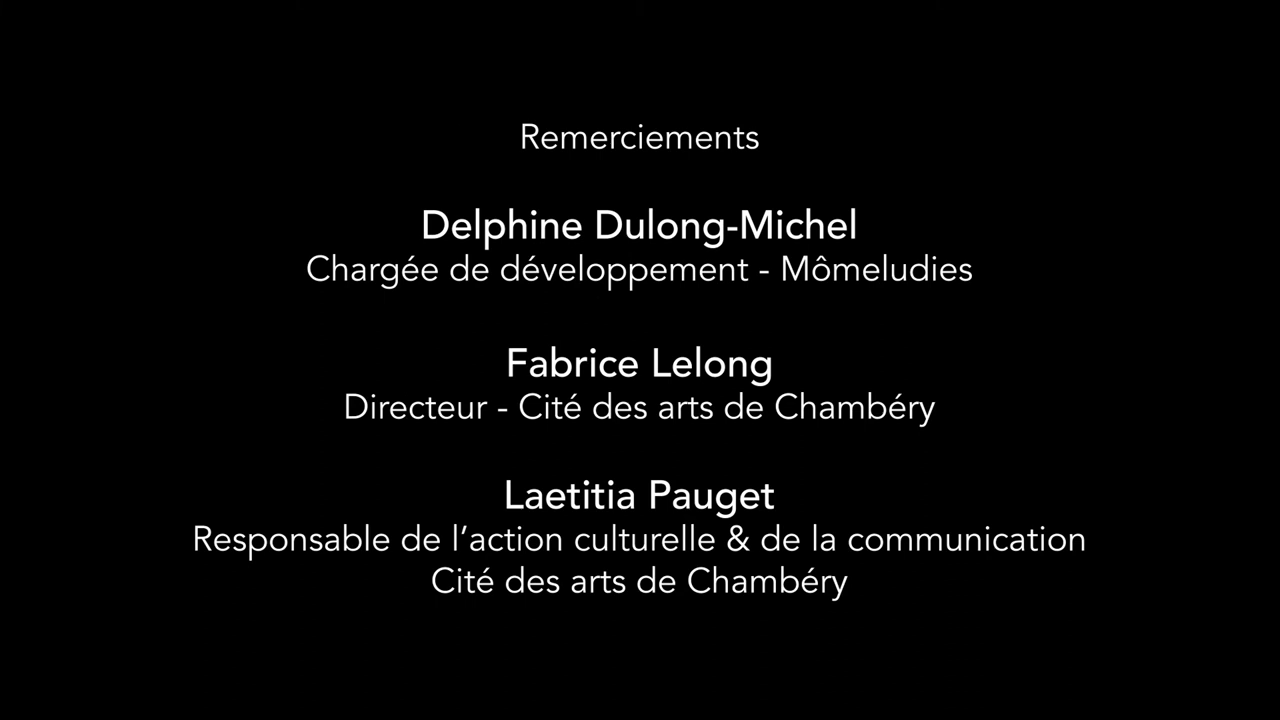 Remerciements
Delphine Dulong-Michel
Chargée de développement - Mômeludies
Fabrice Lelong
Directeur - Cité des arts de Chambéry
Laetitia Pauget
Responsable de l’action culturelle & de la communication
Cité des arts de Chambéry